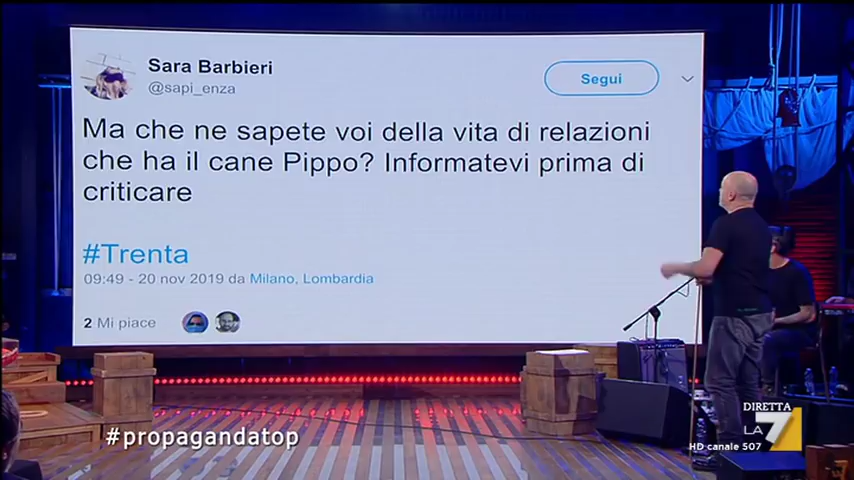 Sara Barbieri
@sapi_enza
Segui
Ma che ne sapete voi della vita di relazioni
che ha il cane Pippo? Informatevi prima di
criticare
#Trenta
09:49 - 20 nov 2019 da Milano, Lombardia
2 Mi piace
#propagandatop
DIRETTA
LA 7
HD canale 507